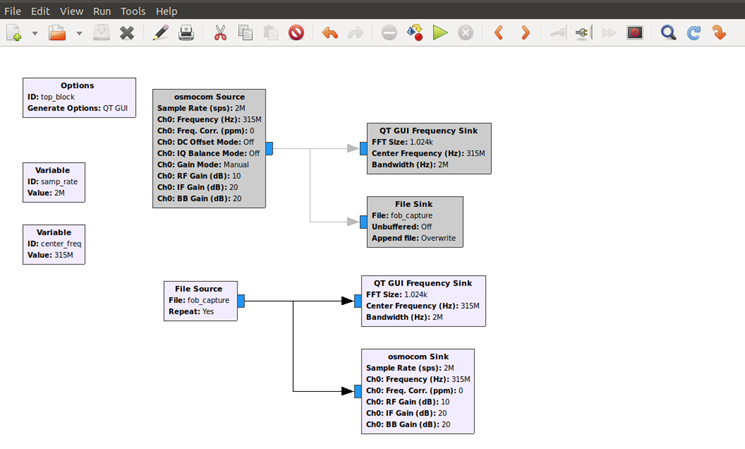 File Edit View Run Tools Help
Options
ID: top_block
Generate Options: QT GUI
Variable
ID: samp_rate
Value: 2M
Variable
ID: center_freq
Value: 315M
osmocom Source
Sample Rate (sps): 2M
Ch0: Frequency (Hz): 315M
Ch0: Freq. Corr. (ppm): 0
Ch0: DC Offset Mode: Off
Ch0: IQ Balance Mode: Off
Ch0: Gain Mode: Manual
Ch0: RF Gain (dB): 10
Ch0: IF Gain (dB): 20
Ch0: BB Gain (dB): 20
QT GUI Frequency Sink
FFT Size: 1.024k
Center Frequency (Hz): 315M
Bandwidth (Hz): 2M
File Sink
File: fob_capture
Unbuffered: Off
Append file: Overwrite
File Source
File: fob_capture
Repeat: Yes
QT GUI Frequency Sink
FFT Size: 1.024k
Center Frequency (Hz): 315M
Bandwidth (Hz): 2M
osmocom Sink
Sample Rate (sps): 2M
Ch0: Frequency (Hz): 315M
Ch0: Freq. Corr. (ppm): 0
Ch0: RF Gain (dB): 10
Ch0: IF Gain (dB): 20
Ch0: BB Gain (dB): 20